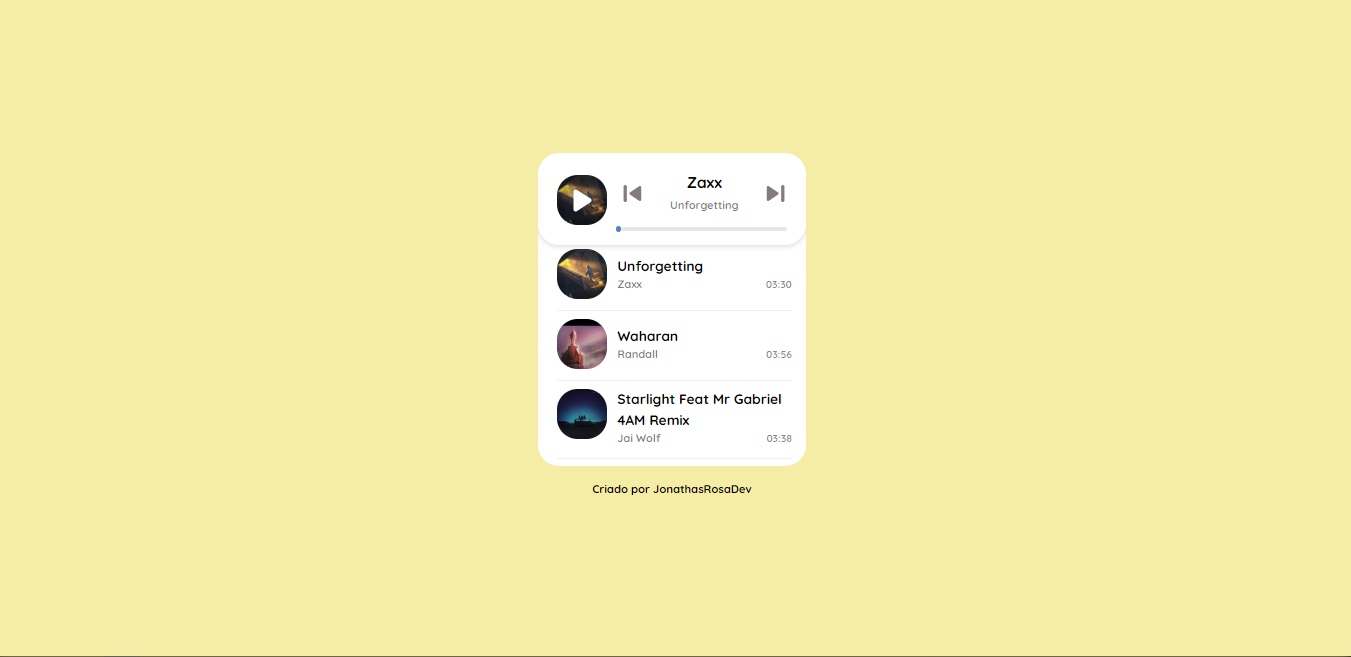 Zaxx
Unforgetting
Unforgetting
Zaxx
03:30
Waharan
Randall
03:56
Starlight Feat Mr Gabriel
4AM Remix
Jai Wolf
03:38
Criado por JonathasRosaDev